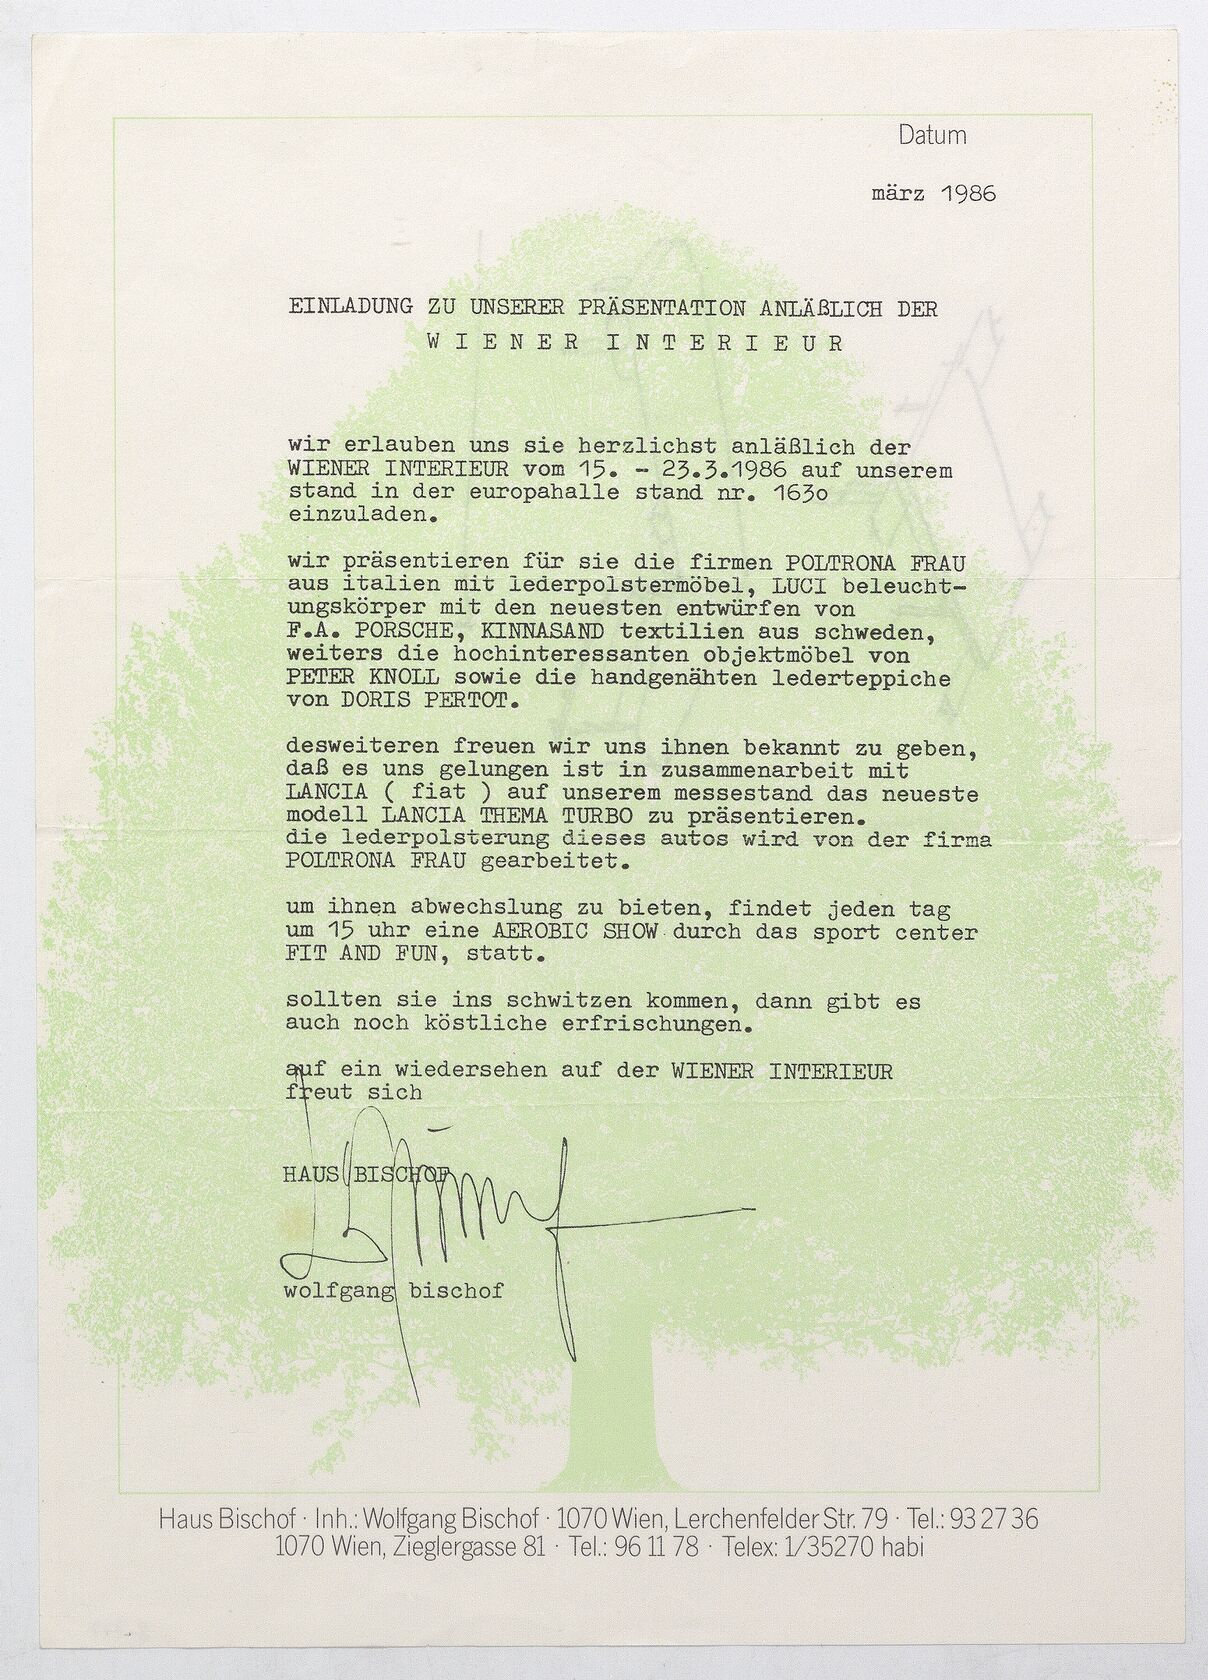 Datum
märz 1986
EINLADUNG ZU UNSERER PRÄSENTATION ANLÄßLICH DER
W I E N E R  I N T E R I E U R
wir erlauben uns sie herzlichst anläßlich der
WIENER INTERIEUR vom 15. - 23.3.1986 auf unserem
stand in der europahalle stand nr. 163o
einzuladen.
wir präsentieren für sie die firmen POLTRONA FRAU
aus italien mit lederpolstermöbel, LUCI beleucht-
ungskörper mit den neuesten entwürfen von
F.A. PORSCHE, KINNASAND textilien aus schweden,
weiters die hochinteressanten objektmöbel von
PETER KNOLL sowie die handgenähten lederteppiche
von DORIS PERTOT.
desweiteren freuen wir uns ihnen bekannt zu geben,
daß es uns gelungen ist in zusammenarbeit mit
LANCIA ( fiat ) auf unserem messestand das neueste
modell LANCIA THEMA TURBO zu präsentieren.
die lederpolsterung dieses autos wird von der firma
POLTRONA FRAU gearbeitet.
um ihnen abwechslung zu bieten, findet jeden tag
um 15 uhr eine AEROBIC SHOW durch das sport center
FIT AND FUN, statt.
sollten sie ins schwitzen kommen, dann gibt es
auch noch köstliche erfrischungen.
auf ein wiedersehen auf der WIENER INTERIEUR
freut sich
HAUS BISCHOF
wolfgang bischof
Haus Bischof · Inh.: Wolfgang Bischof · 1070 Wien, Lerchenfelder Str. 79 · Tel.: 93 27 36
1070 Wien, Zieglergasse 81 · Tel.: 96 11 78 · Telex: 1/35270 habi